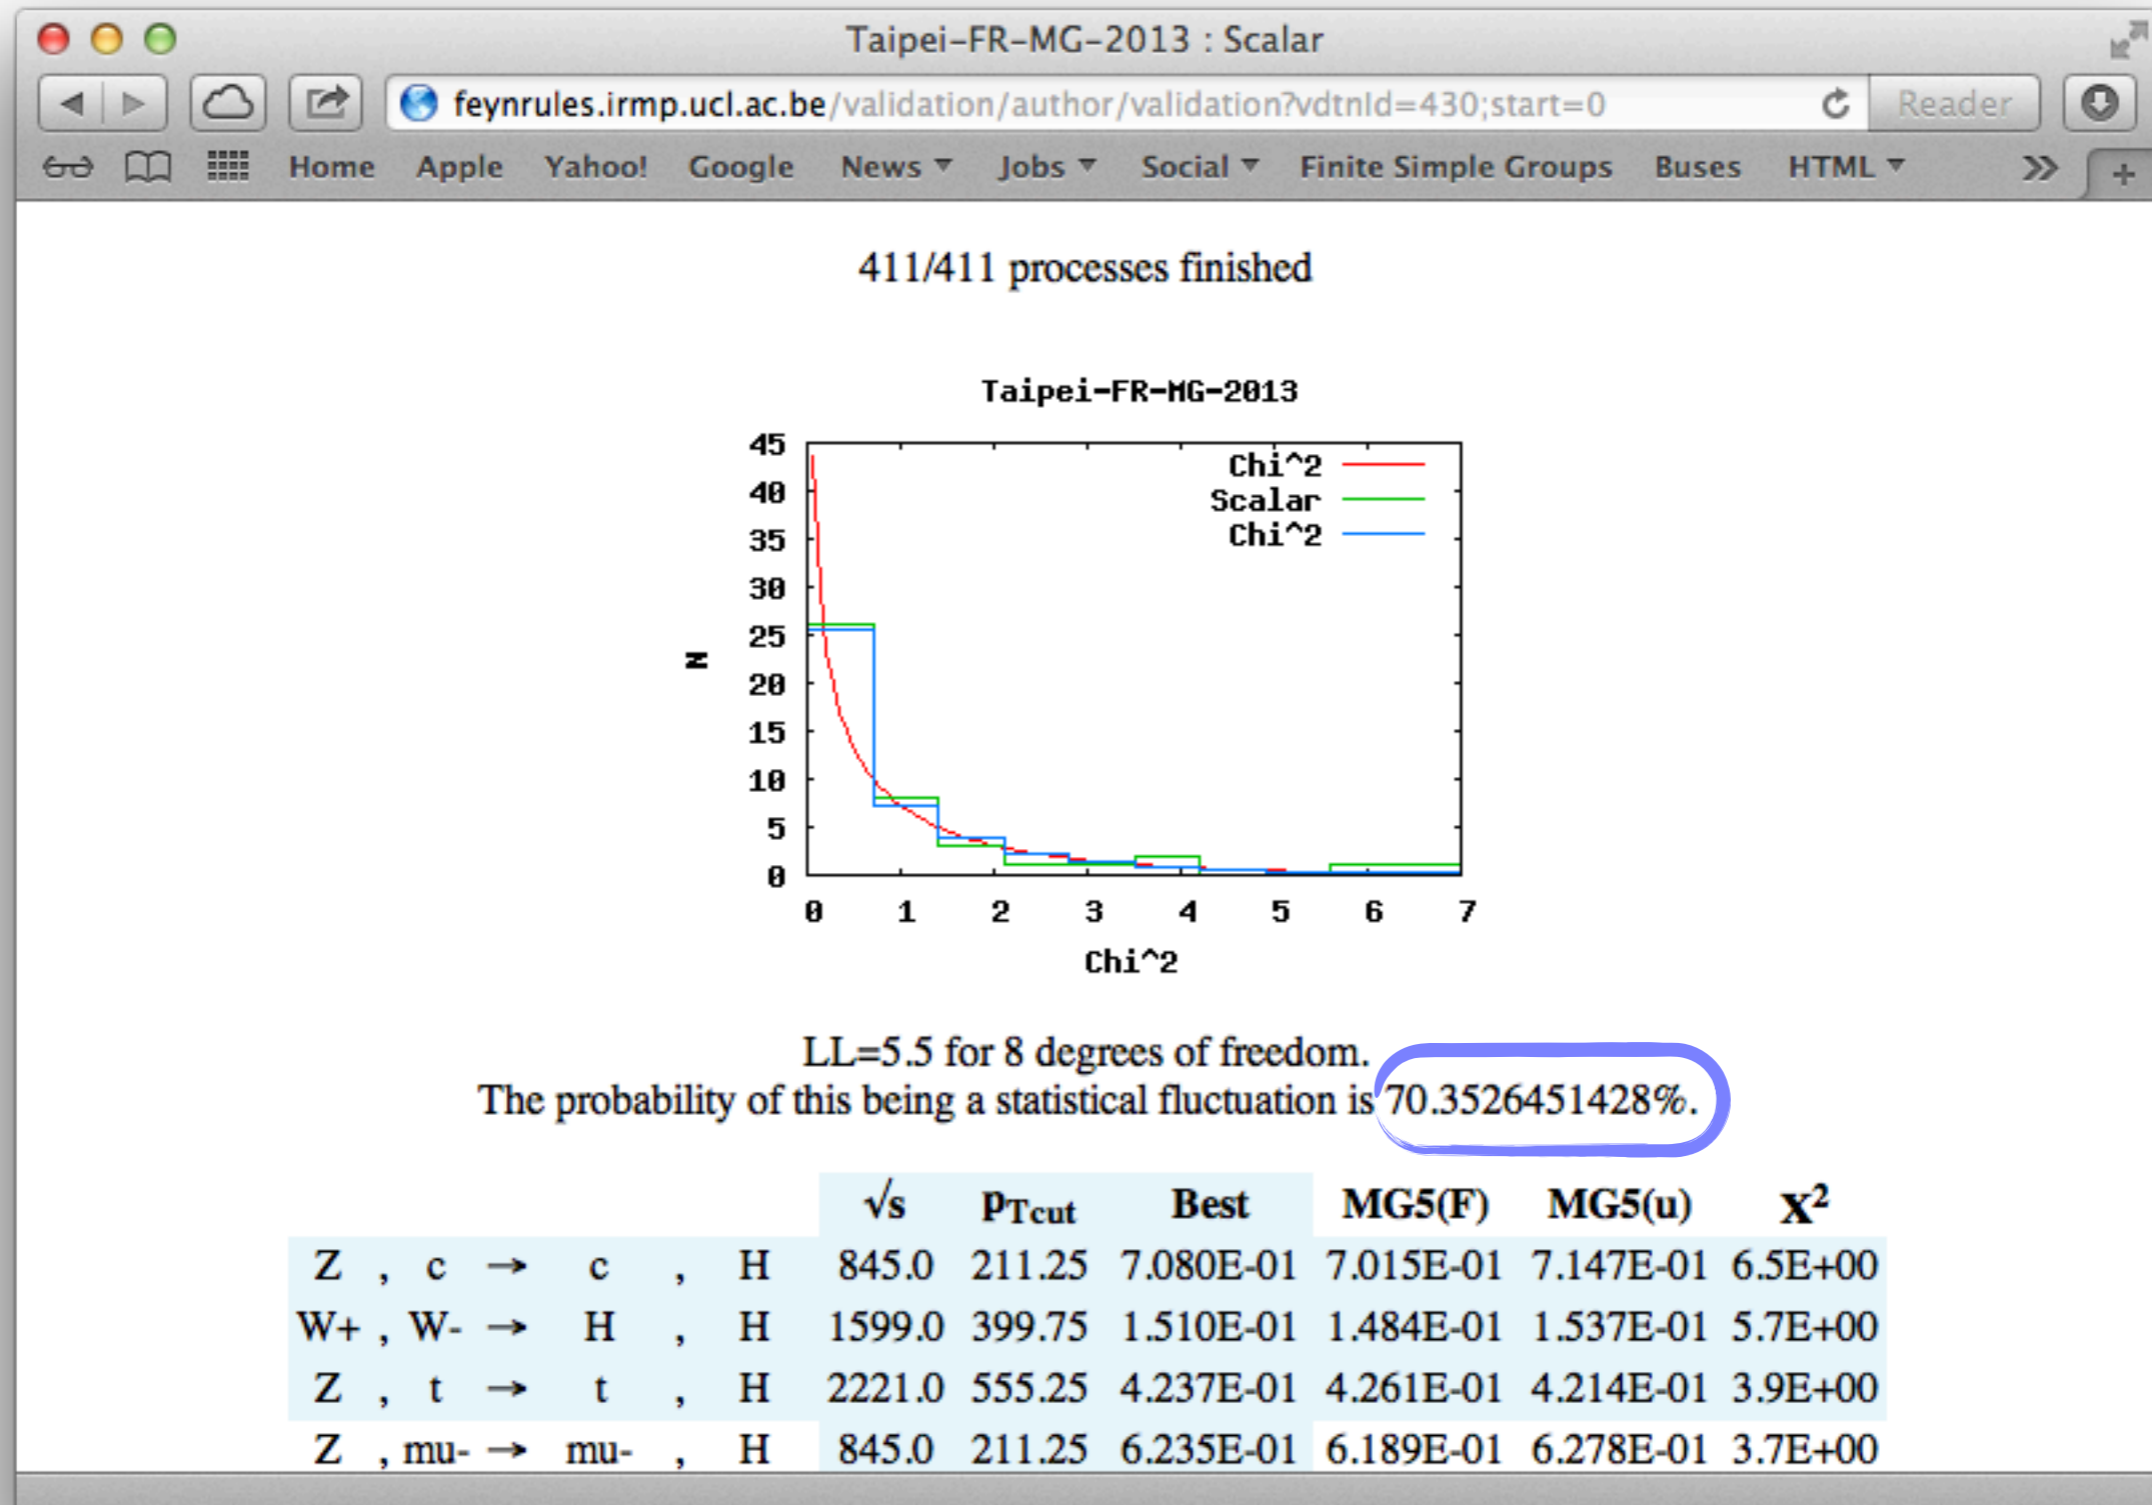 Taipei-FR-MG-2013 : Scalar
feynrules.irmp.ucl.ac.be/validation/author/validation?vdtnId=430;start=0 Reader
Home Apple Yahoo! Google News Jobs Social Finite Simple Groups Buses HTML
411/411 processes finished
Taipei-FR-MG-2013
45
40
35
30
25
20
15
10
5
0
N
Chi^2
Scalar
Chi^2
0 1 2 3 4 5 6 7
Chi^2
LL=5.5 for 8 degrees of freedom.
The probability of this being a statistical fluctuation is 70.3526451428%.
√s pTcut Best MG5(F) MG5(u) X²
Z , c → c , H 845.0 211.25 7.080E-01 7.015E-01 7.147E-01 6.5E+00
W+ , W- → H , H 1599.0 399.75 1.510E-01 1.484E-01 1.537E-01 5.7E+00
Z , t → t , H 2221.0 555.25 4.237E-01 4.261E-01 4.214E-01 3.9E+00
Z , mu- → mu- , H 845.0 211.25 6.235E-01 6.189E-01 6.278E-01 3.7E+00